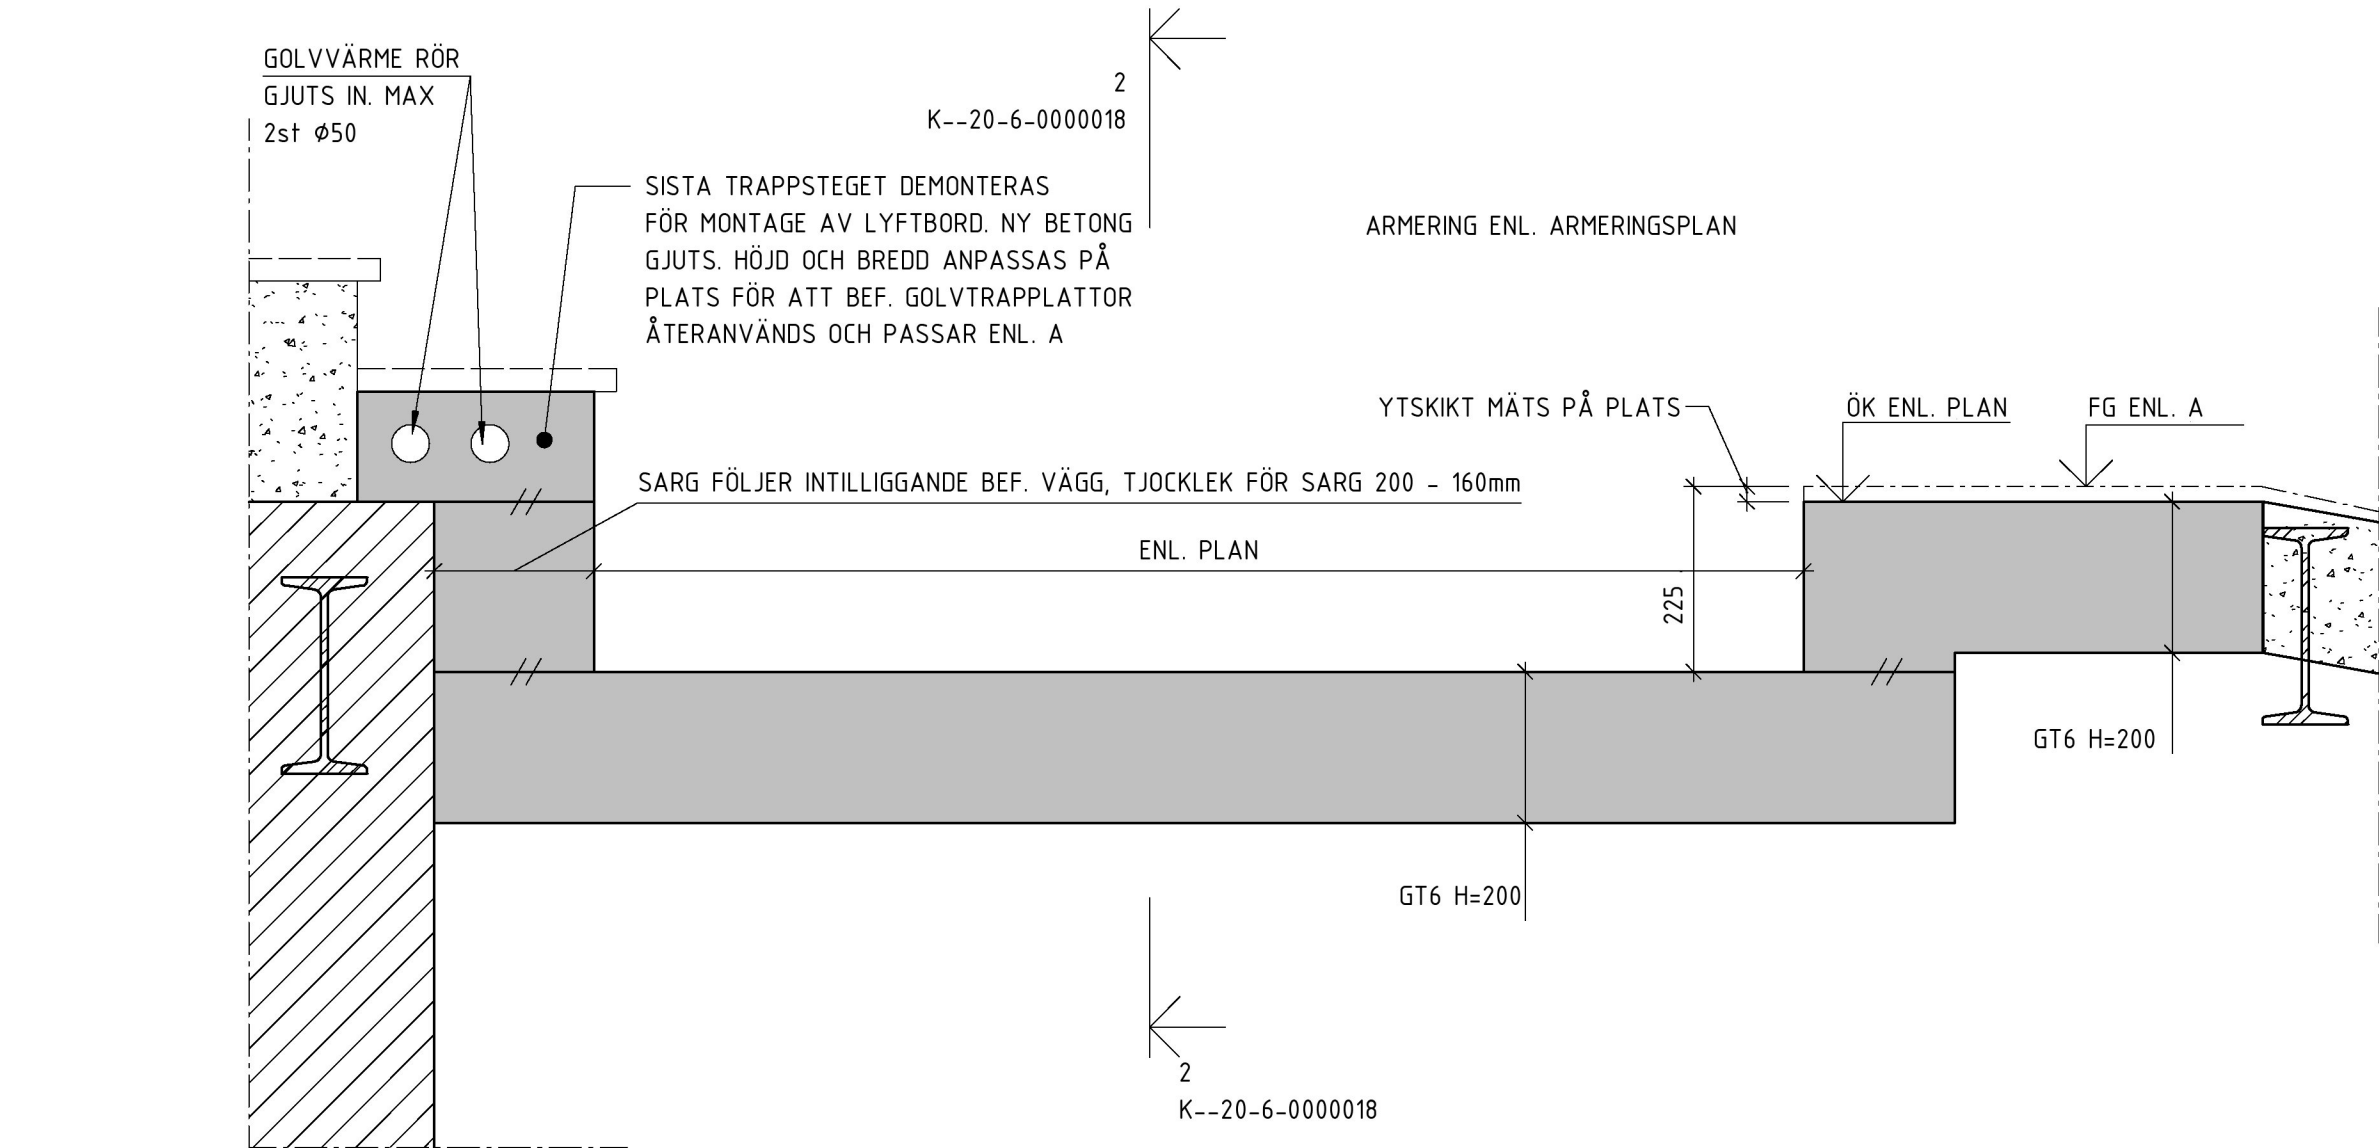 GOLVVÄRME RÖR
GJUTS IN. MAX
2st Ø50
2
K--20-6-0000018
SISTA TRAPPSTEGET DEMONTERAS
FÖR MONTAGE AV LYFTBORD. NY BETONG
GJUTS. HÖJD OCH BREDD ANPASSAS PÅ
PLATS FÖR ATT BEF. GOLVTRAPPLATTOR
ÅTERANVÄNDS OCH PASSAR ENL. A
ARMERING ENL. ARMERINGSPLAN
YTSKIKT MÄTS PÅ PLATS
ÖK ENL. PLAN
FG ENL. A
SARG FÖLJER INTILLIGGANDE BEF. VÄGG, TJOCKLEK FÖR SARG 200 - 160mm
ENL. PLAN
225
GT6 H=200
GT6 H=200
2
K--20-6-0000018